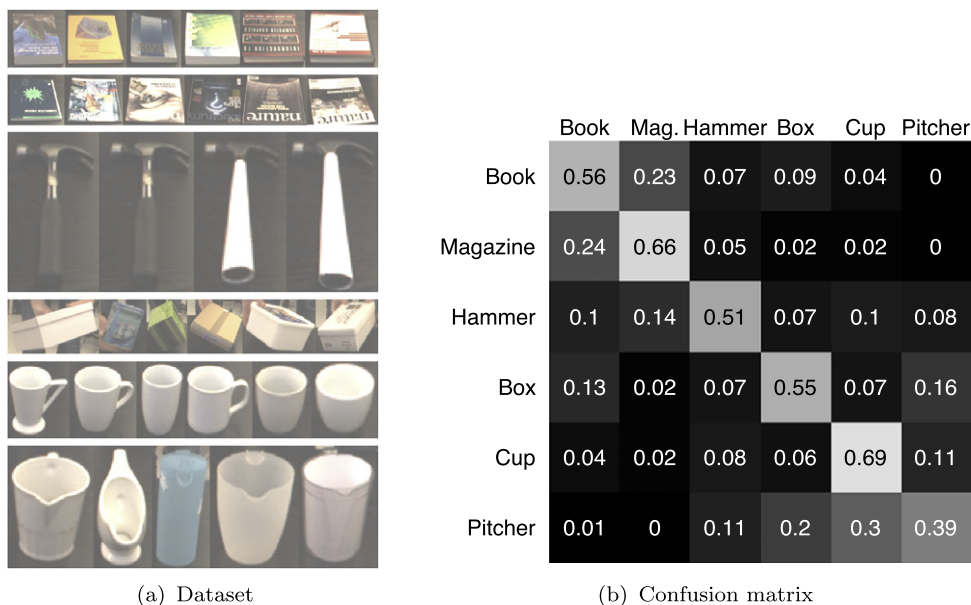 COMPUTER GRAPHICS
nature
nature
Book Mag. Hammer Box Cup Pitcher
Book 0.56 0.23 0.07 0.09 0.04 0
Magazine 0.24 0.66 0.05 0.02 0.02 0
Hammer 0.1 0.14 0.51 0.07 0.1 0.08
Box 0.13 0.02 0.07 0.55 0.07 0.16
Cup 0.04 0.02 0.08 0.06 0.69 0.11
Pitcher 0.01 0 0.11 0.2 0.3 0.39
(a) Dataset
(b) Confusion matrix